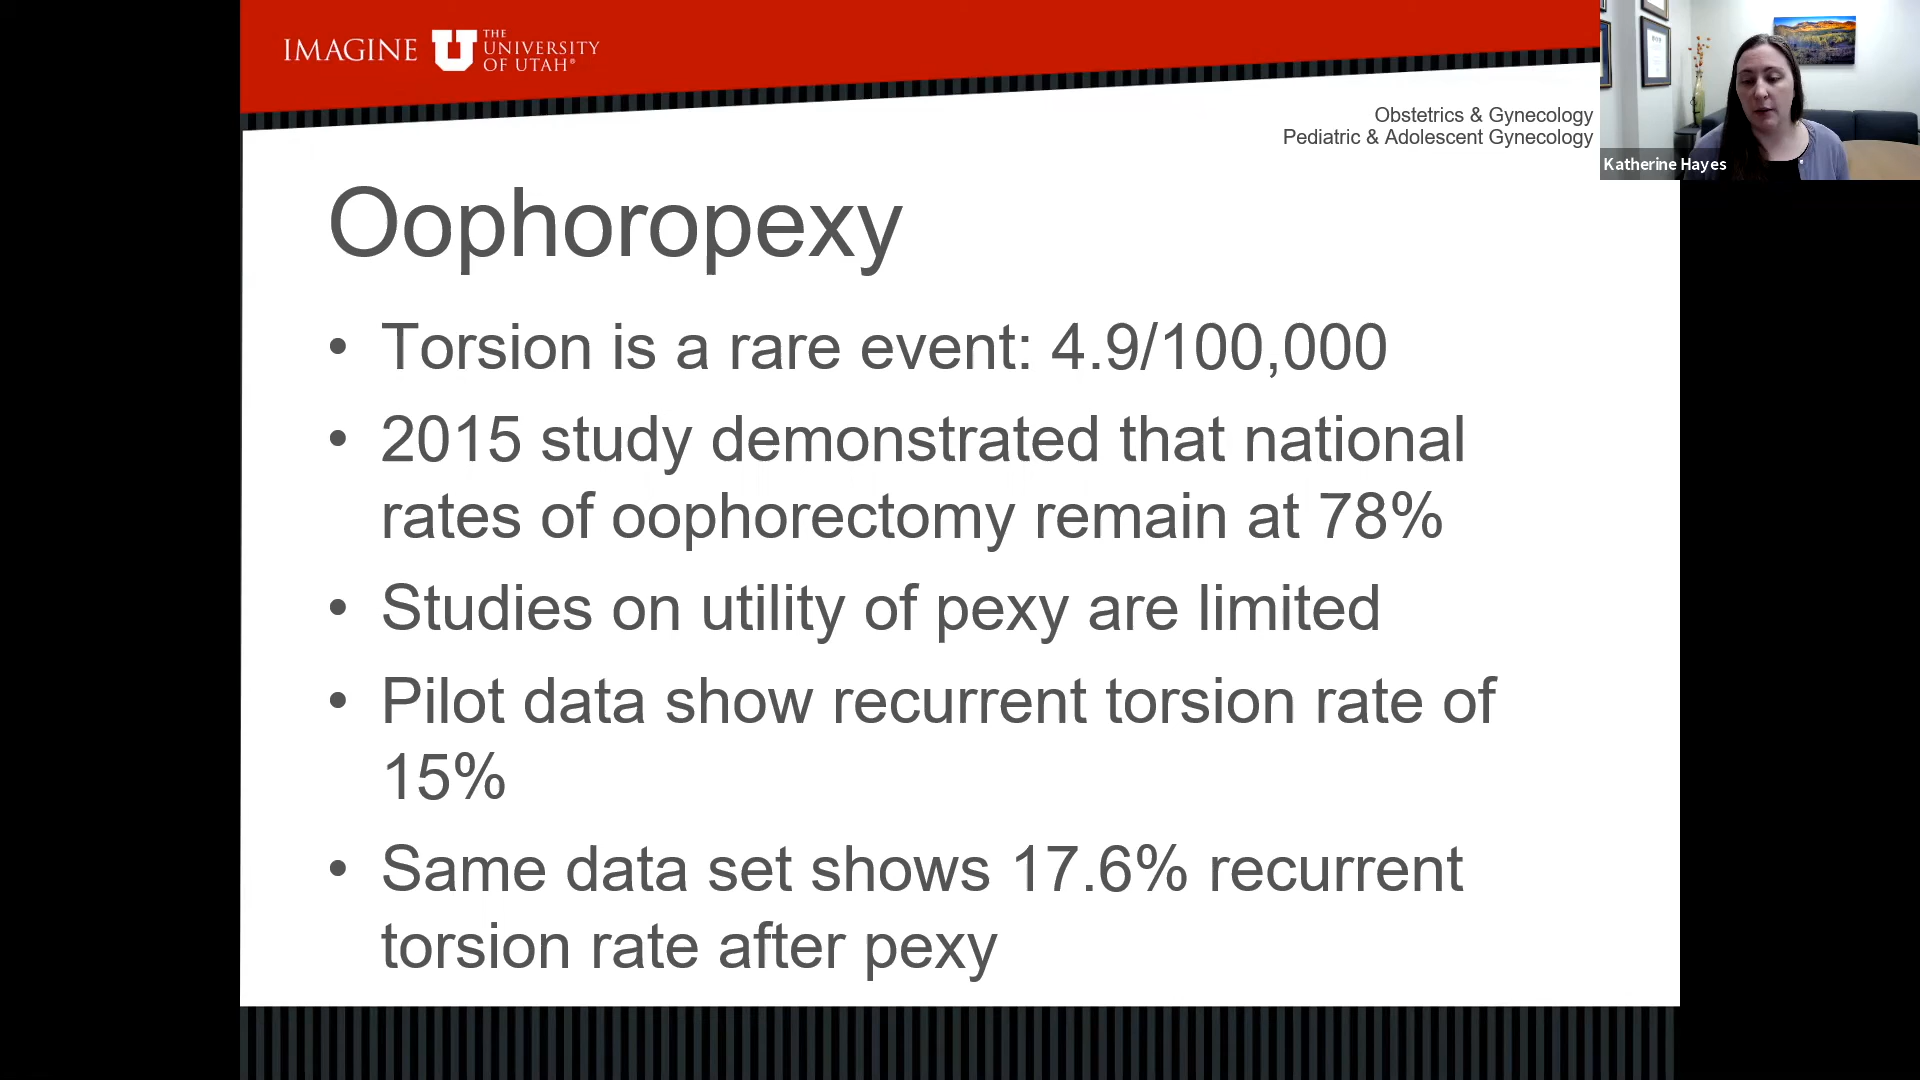 IMAGINE
THE
UNIVERSITY
OF UTAH®
Obstetrics & Gynecology
Pediatric & Adolescent Gynecology
Katherine Hayes
Oophoropexy
• Torsion is a rare event: 4.9/100,000
• 2015 study demonstrated that national
rates of oophorectomy remain at 78%
• Studies on utility of pexy are limited
• Pilot data show recurrent torsion rate of
15%
• Same data set shows 17.6% recurrent
torsion rate after pexy